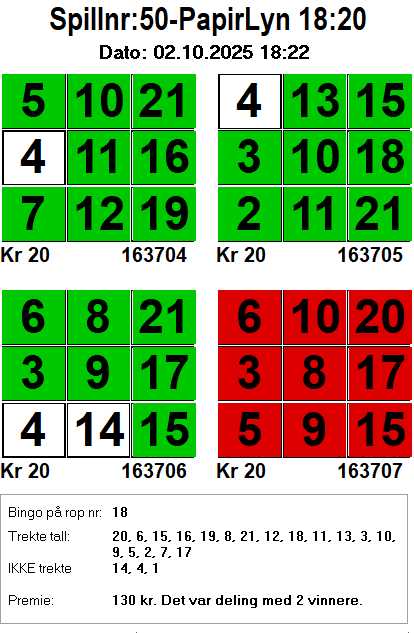 Spillnr:50-PapirLyn 18:20
Dato: 02.10.2025 18:22
5 10 21
4 11 16
7 12 19
Kr 20 163704
4 13 15
3 10 18
2 11 21
Kr 20 163705
6 8 21
3 9 17
4 14 15
Kr 20 163706
6 10 20
3 8 17
5 9 15
Kr 20 163707
Bingo på rop nr: 18
Trekte tall: 20, 6, 15, 16, 19, 8, 21, 12, 18, 11, 13, 3, 10,
9, 5, 2, 7, 17
IKKE trekte 14, 4, 1
Premie: 130 kr. Det var deling med 2 vinnere.